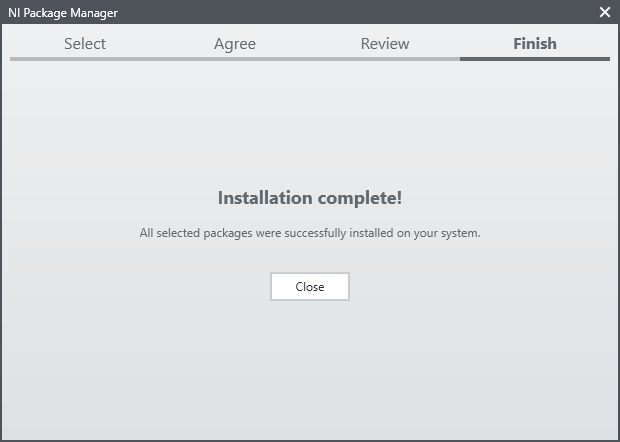 NI Package Manager
Select Agree Review Finish
Installation complete!
All selected packages were successfully installed on your system.
Close